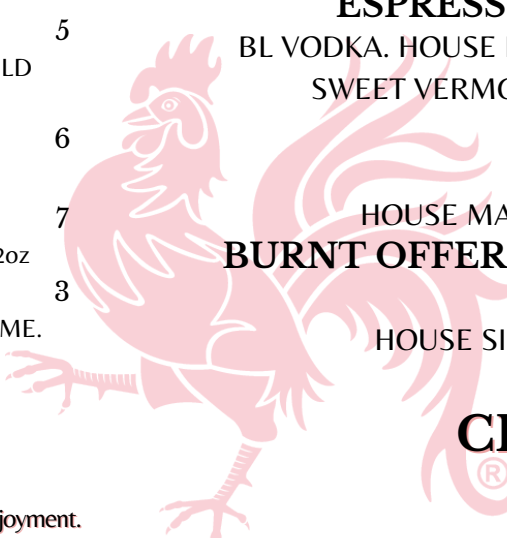 5
LD
6
7
2oz
3
ME.
joyment.
ESPRESS
BL VODKA. HOUSE
SWEET VERMO
HOUSE MA
BURNT OFFER
HOUSE SI
CI
®